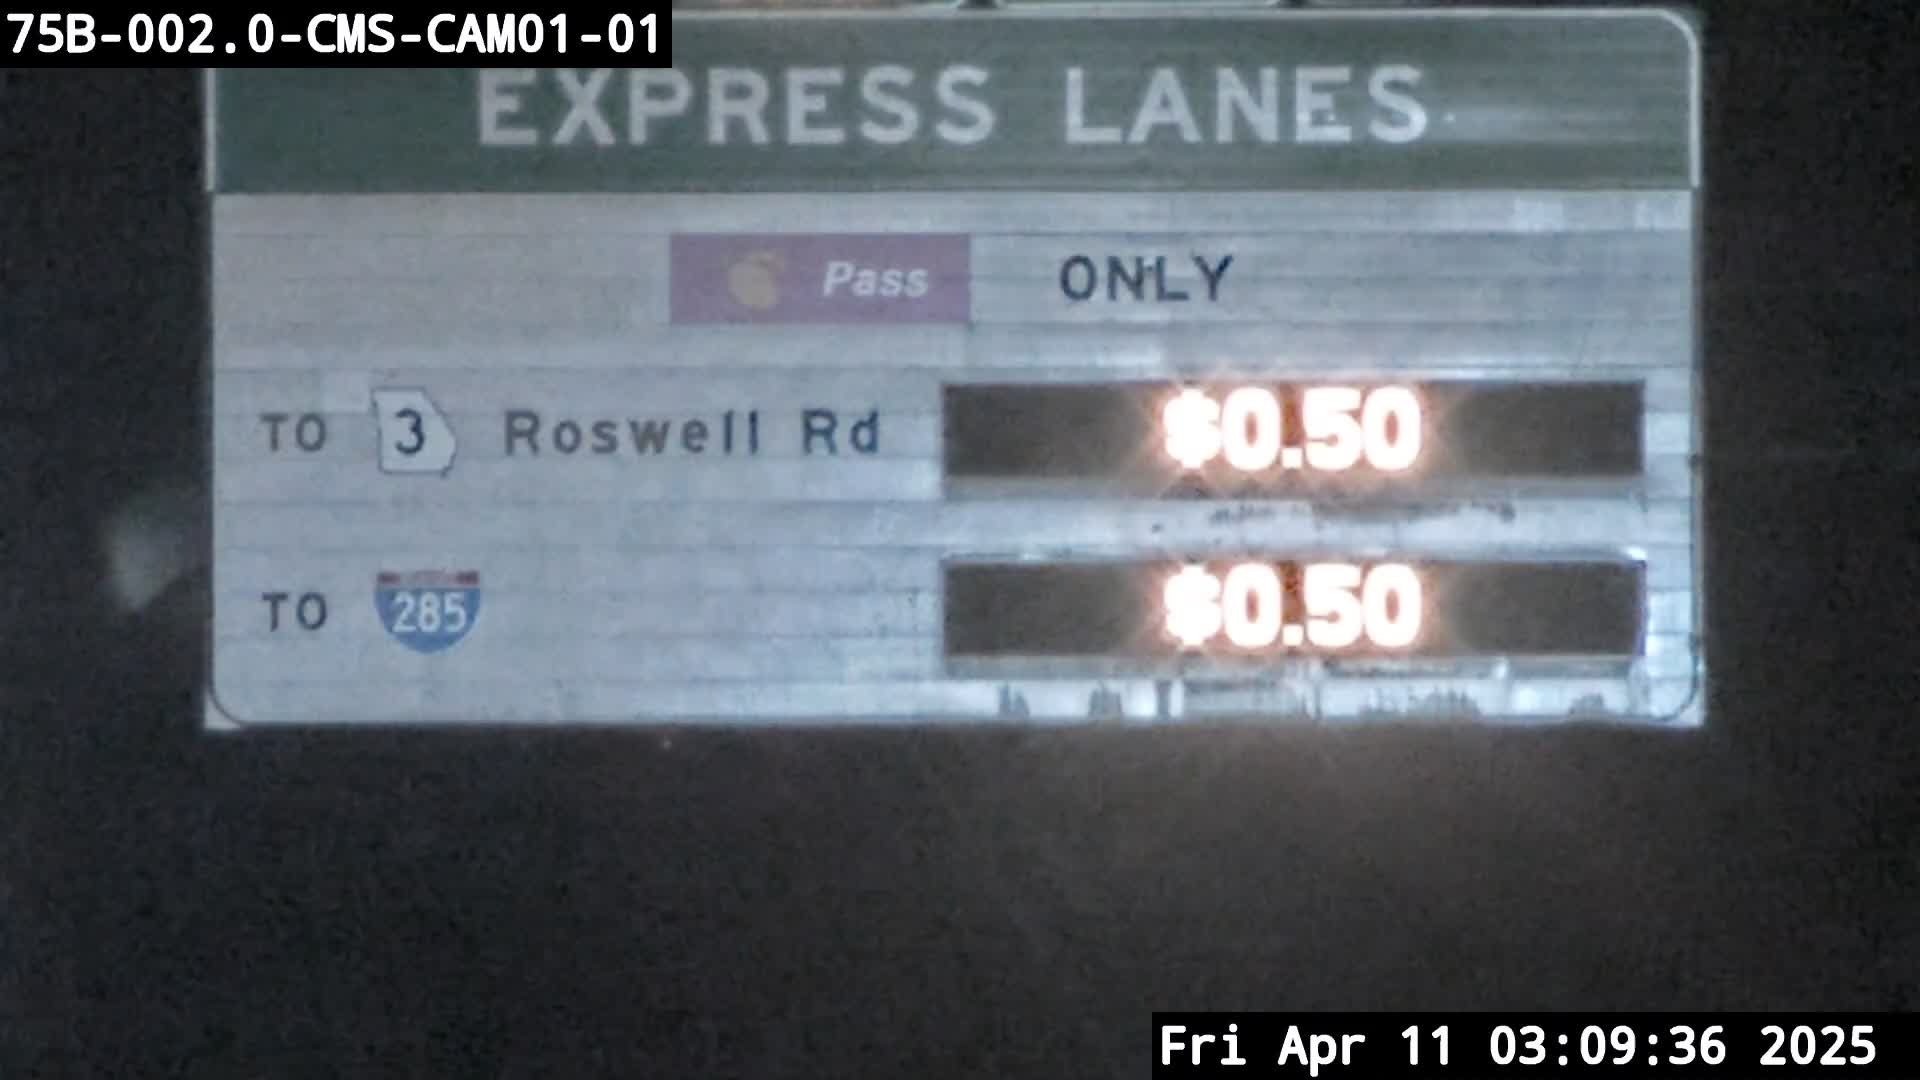 75B-002.0-CMS-CAM01-01
EXPRESS LANES
Pass ONLY
TO 3 Roswell Rd $0.50
TO 285 $0.50
Fri Apr 11 03:09:36 2025